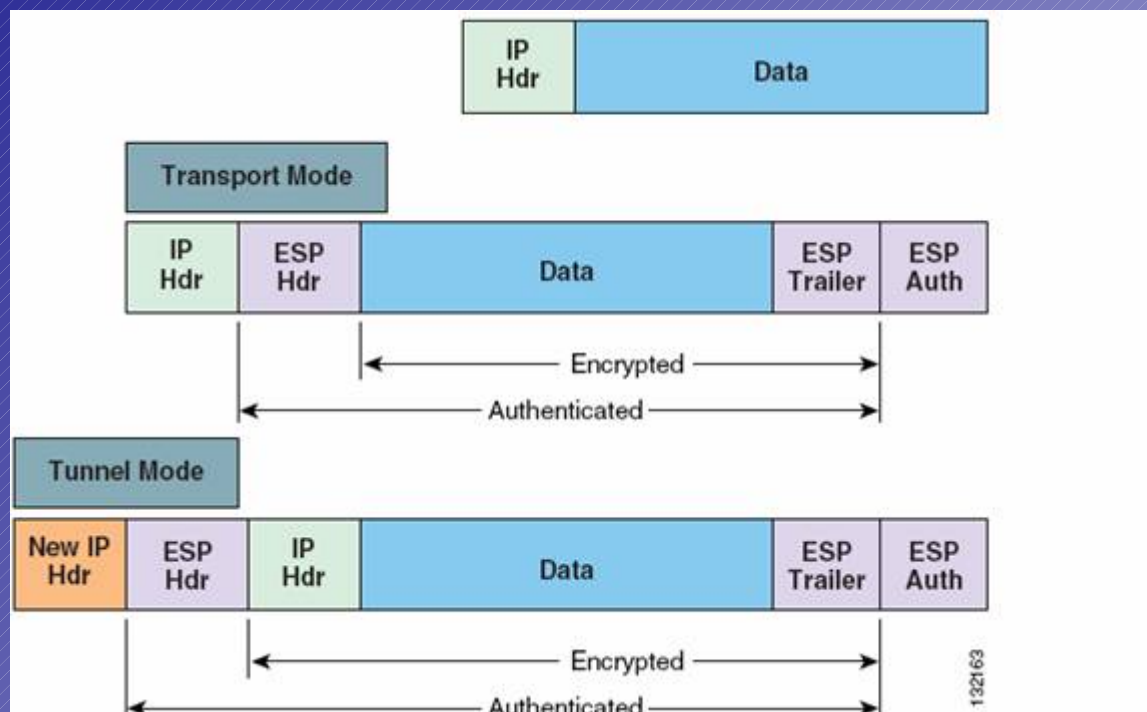 IP
Hdr
Data
Transport Mode
IP
Hdr
ESP
Hdr
Data
ESP
Trailer
ESP
Auth
Encrypted
Authenticated
Tunnel Mode
New IP
Hdr
ESP
Hdr
IP
Hdr
Data
ESP
Trailer
ESP
Auth
Encrypted
132163
Authenticated